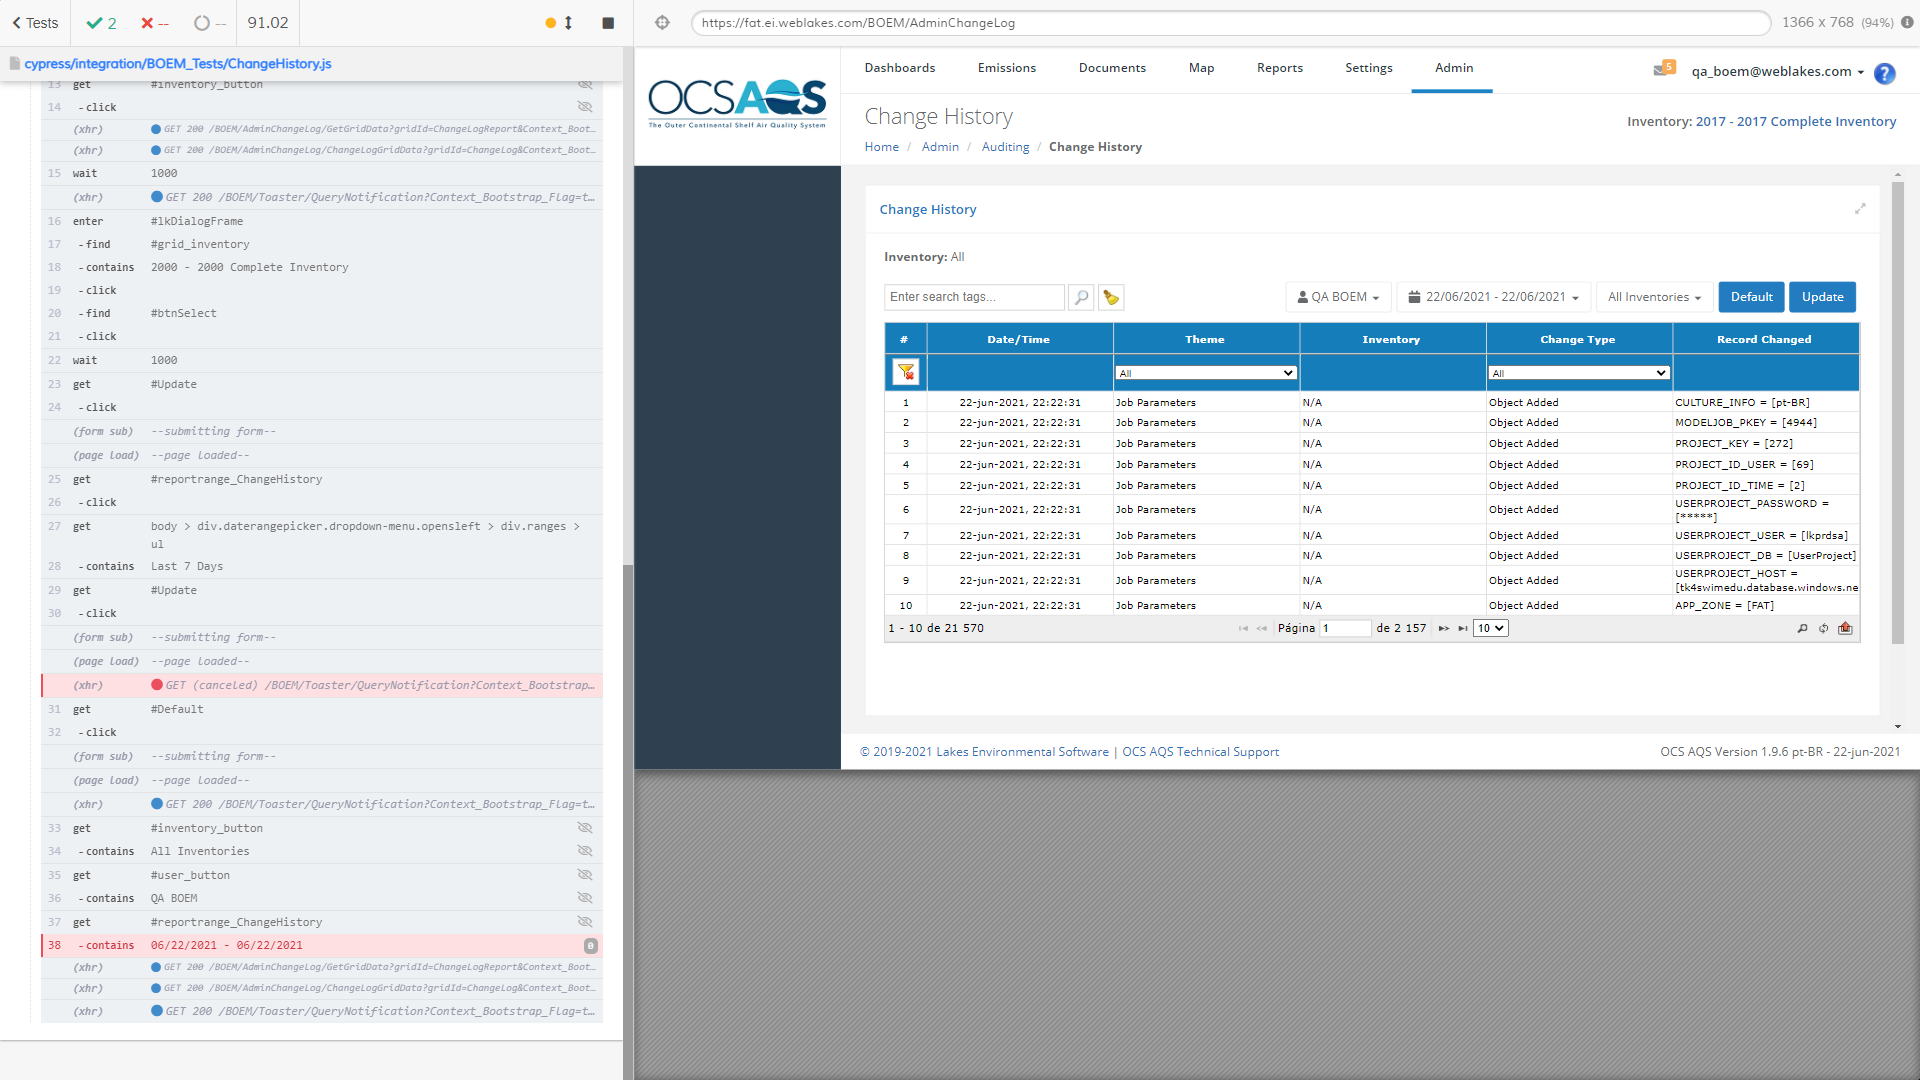 Tests
2
--
--
91.02
cypress/integration/BOEM_Tests/ChangeHistory.js
13 get #inventory_button
14 - click
(xhr) GET 200 /BOEM/AdminChangeLog/GetGridData?gridId=ChangeLogReport&Context_Boot...
(xhr) GET 200 /BOEM/AdminChangeLog/ChangeLogGridData?gridId=ChangeLog&Context_Boot...
15 wait 1000
(xhr) GET 200 /BOEM/Toaster/QueryNotification?Context_Bootstrap_Flag=t...
16 enter #lkDialogFrame
17 - find #grid_inventory
18 - contains 2000 - 2000 Complete Inventory
19 - click
20 - find #btnSelect
21 - click
22 wait 1000
23 get #Update
24 - click
(form sub) --submitting form--
(page load) --page loaded--
25 get #reportrange_ChangeHistory
26 - click
27 get body > div.daterangepicker.dropdown-menu.opensleft > div.ranges >
ul
28 - contains Last 7 Days
29 get #Update
30 - click
(form sub) --submitting form--
(page load) --page loaded--
(xhr) GET (canceled) /BOEM/Toaster/QueryNotification?Context_Bootstrap...
31 get #Default
32 - click
(form sub) --submitting form--
(page load) --page loaded--
(xhr) GET 200 /BOEM/Toaster/QueryNotification?Context_Bootstrap_Flag=t...
33 get #inventory_button
34 - contains All Inventories
35 get #user_button
36 - contains QA BOEM
37 get #reportrange_ChangeHistory
38 - contains 06/22/2021 - 06/22/2021 0
(xhr) GET 200 /BOEM/AdminChangeLog/GetGridData?gridId=ChangeLogReport&Context_Boot...
(xhr) GET 200 /BOEM/AdminChangeLog/ChangeLogGridData?gridId=ChangeLog&Context_Boot...
(xhr) GET 200 /BOEM/Toaster/QueryNotification?Context_Bootstrap_Flag=t...
https://fat.ei.weblakes.com/BOEM/AdminChangeLog
1366 x 768 (94%)
OCSAQS
The Outer Continental Shelf Air Quality System
Dashboards Emissions Documents Map Reports Settings Admin
5 qa_boem@weblakes.com ?
Change History
Inventory: 2017 - 2017 Complete Inventory
Home / Admin / Auditing / Change History
Change History
Inventory: All
Enter search tags... QA BOEM 22/06/2021 - 22/06/2021 All Inventories Default Update
# Date/Time Theme Inventory Change Type Record Changed
All All
1 22-jun-2021, 22:22:31 Job Parameters N/A Object Added CULTURE_INFO = [pt-BR]
2 22-jun-2021, 22:22:31 Job Parameters N/A Object Added MODELJOB_PKEY = [4944]
3 22-jun-2021, 22:22:31 Job Parameters N/A Object Added PROJECT_KEY = [272]
4 22-jun-2021, 22:22:31 Job Parameters N/A Object Added PROJECT_ID_USER = [69]
5 22-jun-2021, 22:22:31 Job Parameters N/A Object Added PROJECT_ID_TIME = [2]
6 22-jun-2021, 22:22:31 Job Parameters N/A Object Added USERPROJECT_PASSWORD =
[*****]
7 22-jun-2021, 22:22:31 Job Parameters N/A Object Added USERPROJECT_USER = [lkprdsa]
8 22-jun-2021, 22:22:31 Job Parameters N/A Object Added USERPROJECT_DB = [UserProject]
9 22-jun-2021, 22:22:31 Job Parameters N/A Object Added USERPROJECT_HOST =
[tk4swimedu.database.windows.ne
10 22-jun-2021, 22:22:31 Job Parameters N/A Object Added APP_ZONE = [FAT]
1 - 10 de 21 570 Página 1 de 2 157 10
© 2019-2021 Lakes Environmental Software | OCS AQS Technical Support
OCS AQS Version 1.9.6 pt-BR - 22-jun-2021